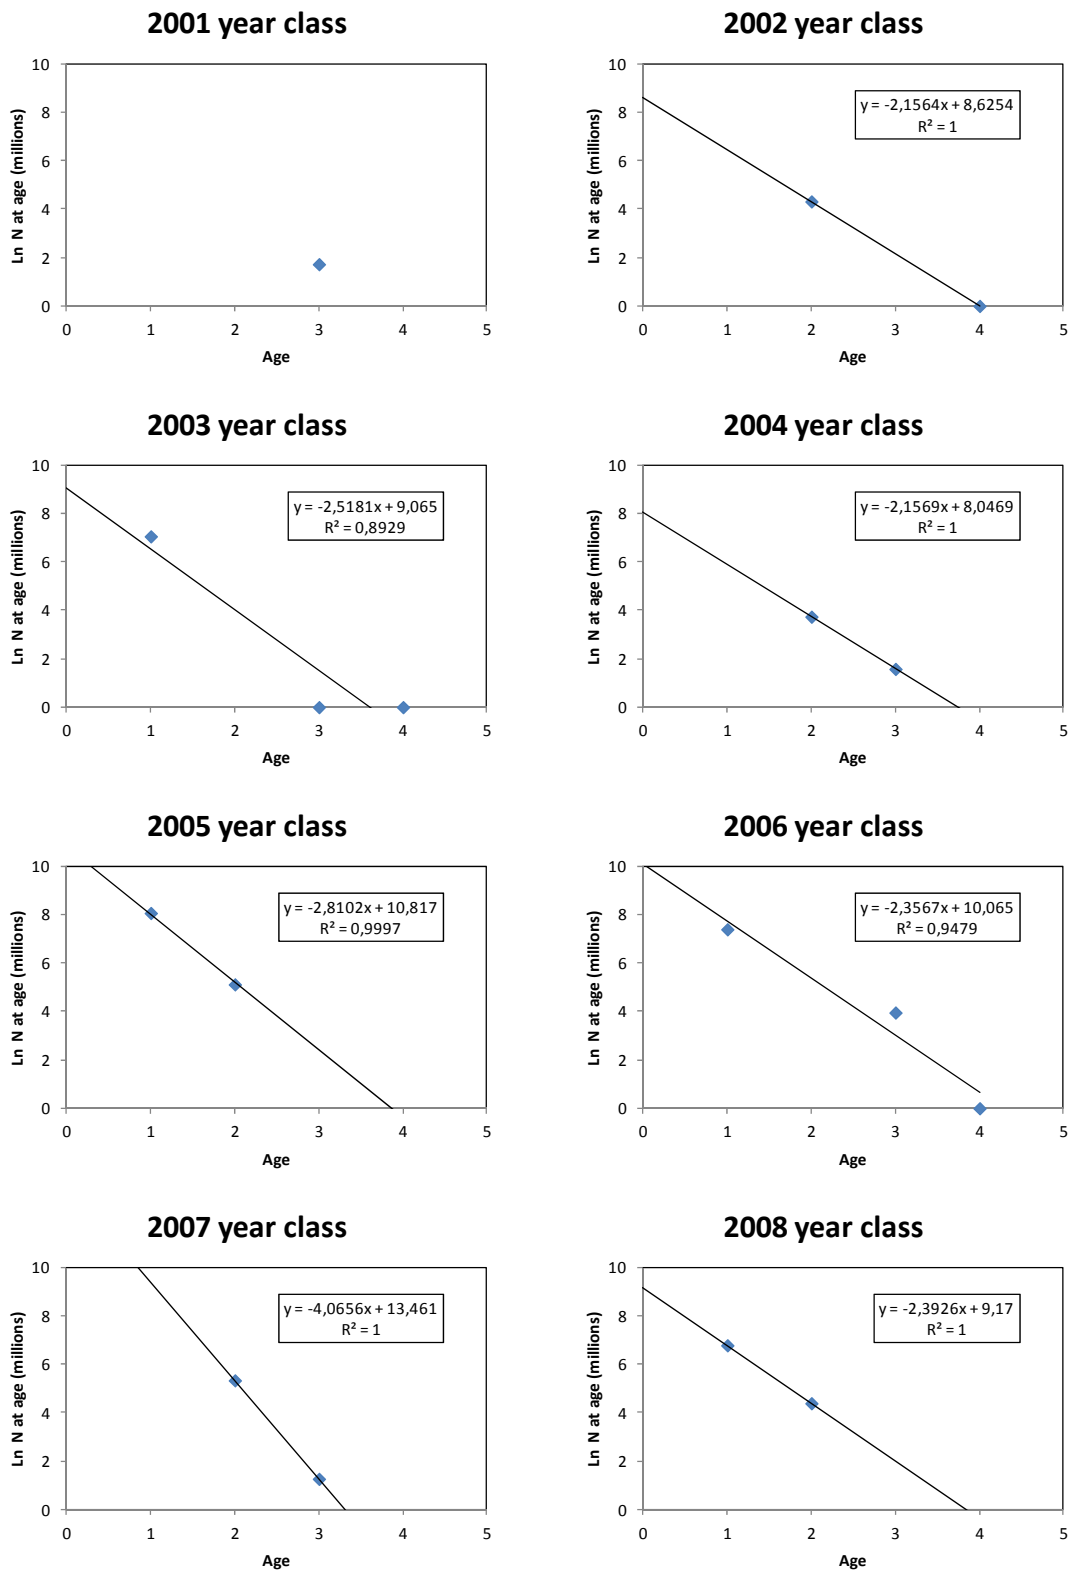 2001 year class
10
8
6
4
2
0
0 1 2 3 4 5
Ln N at age (millions)
Age
2002 year class
10
8
6
4
2
0
0 1 2 3 4 5
Ln N at age (millions)
Age
y = -2,1564x + 8,6254
R² = 1
2003 year class
10
8
6
4
2
0
0 1 2 3 4 5
Ln N at age (millions)
Age
y = -2,5181x + 9,065
R² = 0,8929
2004 year class
10
8
6
4
2
0
0 1 2 3 4 5
Ln N at age (millions)
Age
y = -2,1569x + 8,0469
R² = 1
2005 year class
10
8
6
4
2
0
0 1 2 3 4 5
Ln N at age (millions)
Age
y = -2,8102x + 10,817
R² = 0,9997
2006 year class
10
8
6
4
2
0
0 1 2 3 4 5
Ln N at age (millions)
Age
y = -2,3567x + 10,065
R² = 0,9479
2007 year class
10
8
6
4
2
0
0 1 2 3 4 5
Ln N at age (millions)
Age
y = -4,0656x + 13,461
R² = 1
2008 year class
10
8
6
4
2
0
0 1 2 3 4 5
Ln N at age (millions)
Age
y = -2,3926x + 9,17
R² = 1